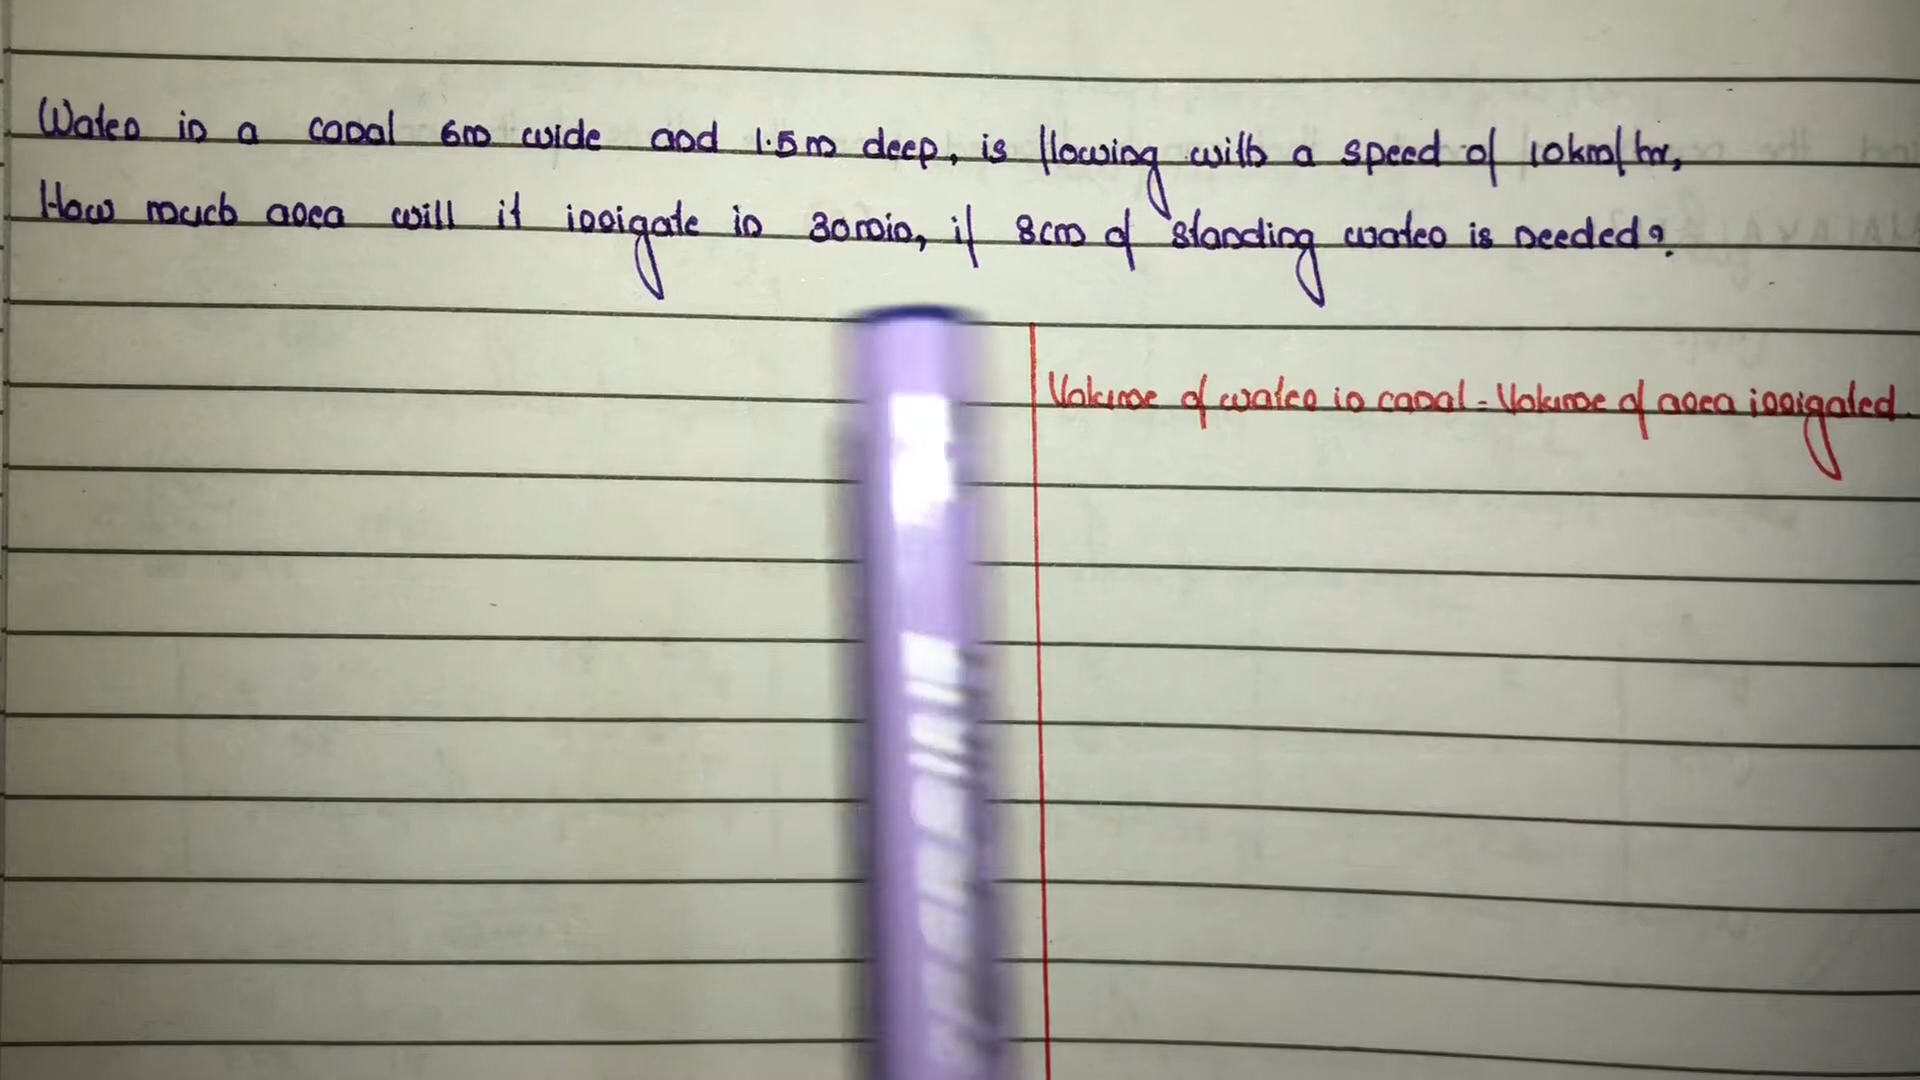 Water in a canal 6m wide and 1.5m deep, is flowing with a speed of 10km/hr,
How much area will it irrigate in 30min, if 8cm of standing water is needed?
Volume of water in canal = Volume of area irrigated